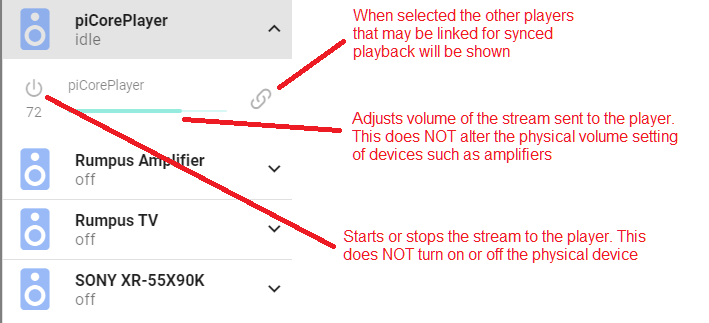 piCorePlayer
idle
When selected the other players
that may be linked for synced
playback will be shown
piCorePlayer
72
Adjusts volume of the stream sent to the player.
This does NOT alter the physical volume setting
of devices such as amplifiers
Rumpus Amplifier
off
Rumpus TV
off
Starts or stops the stream to the player. This
does NOT turn on or off the physical device
SONY XR-55X90K
off